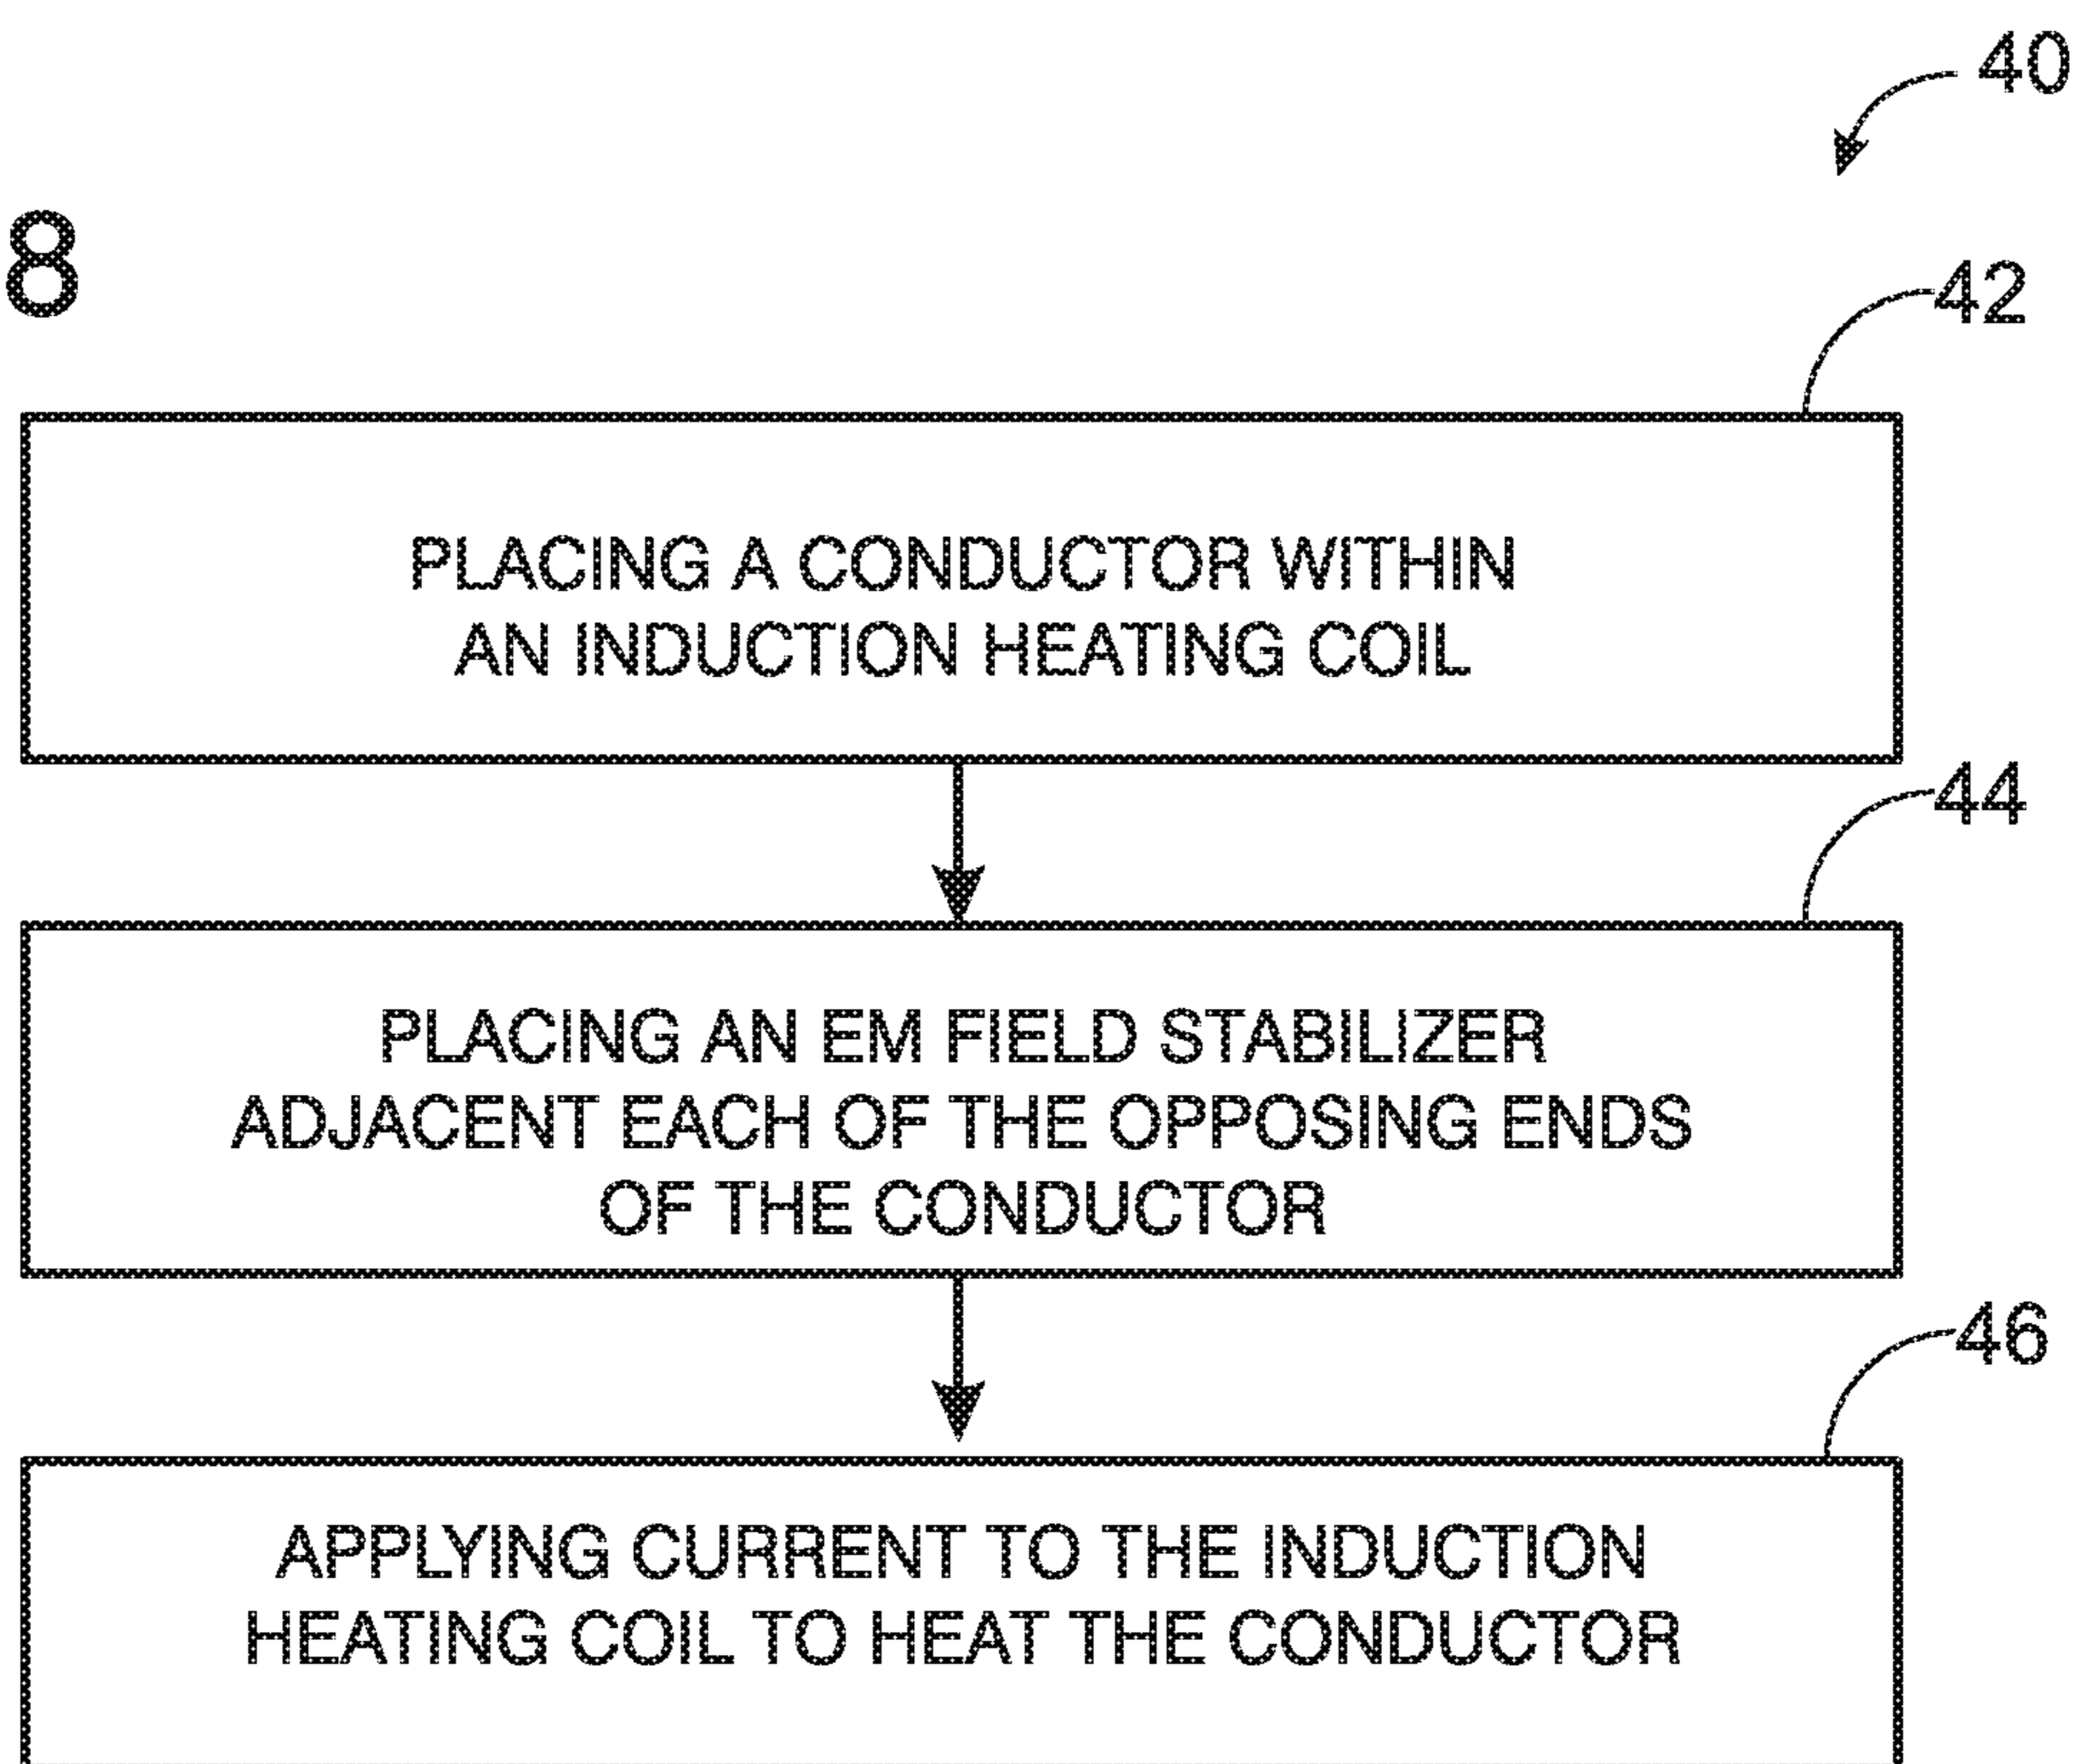 40
8
42
PLACING A CONDUCTOR WITHIN
AN INDUCTION HEATING COIL
44
PLACING AN EM FIELD STABILIZER
ADJACENT EACH OF THE OPPOSING ENDS
OF THE CONDUCTOR
46
APPLYING CURRENT TO THE INDUCTION
HEATING COIL TO HEAT THE CONDUCTOR